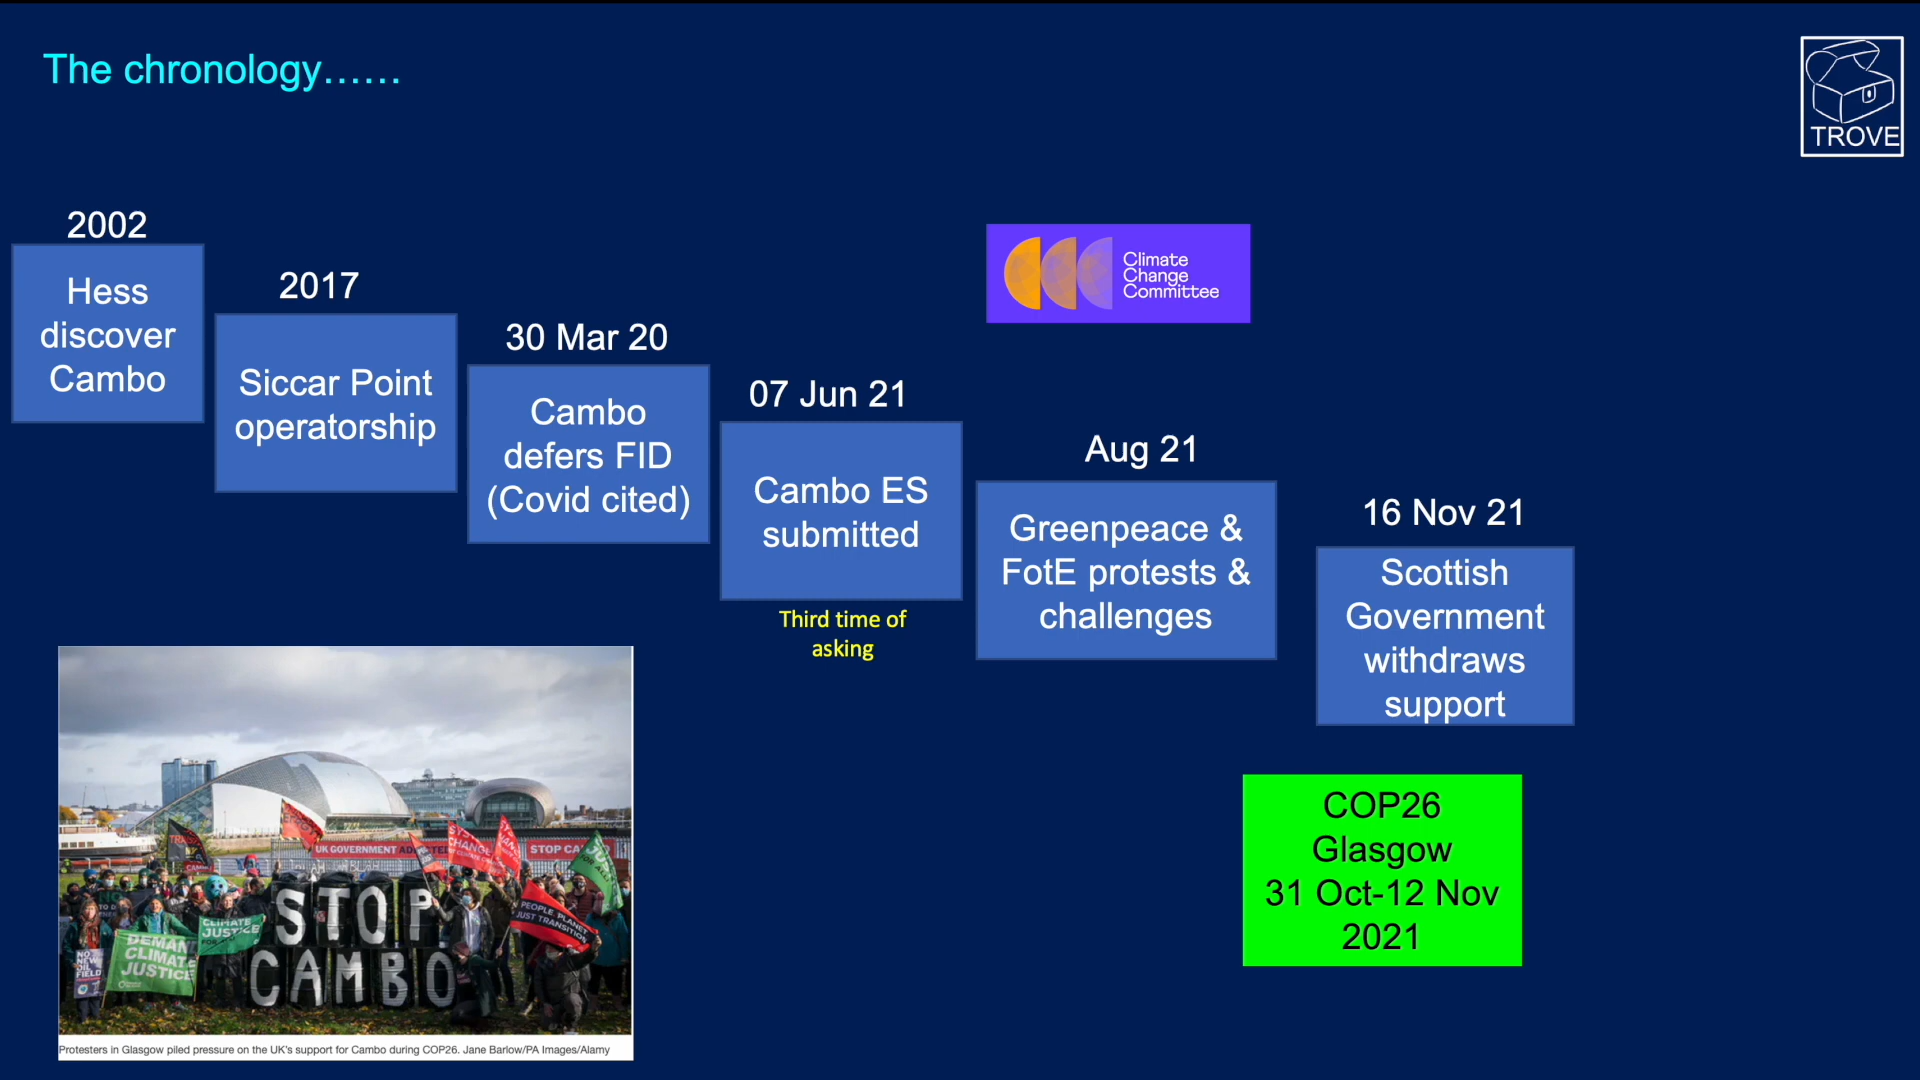 The chronology......
TROVE
2002
Hess
discover
Cambo
2017
Siccar Point
operatorship
30 Mar 20
Cambo
defers FID
(Covid cited)
07 Jun 21
Cambo ES
submitted
Third time of
asking
Climate
Change
Committee
Aug 21
Greenpeace &
FotE protests &
challenges
16 Nov 21
Scottish
Government
withdraws
support
COP26
Glasgow
31 Oct-12 Nov
2021
UK GOVERNMENT
STOP
STOP
CAMBO
CLIMATE
JUSTICE
DEMAND
CLIMATE
JUSTICE
NO
NEW
OIL
FIELD
PEOPLE, PLANET
JUST TRANSITION
Protesters in Glasgow piled pressure on the UK's support for Cambo during COP26. Jane Barlow/PA Images/Alamy